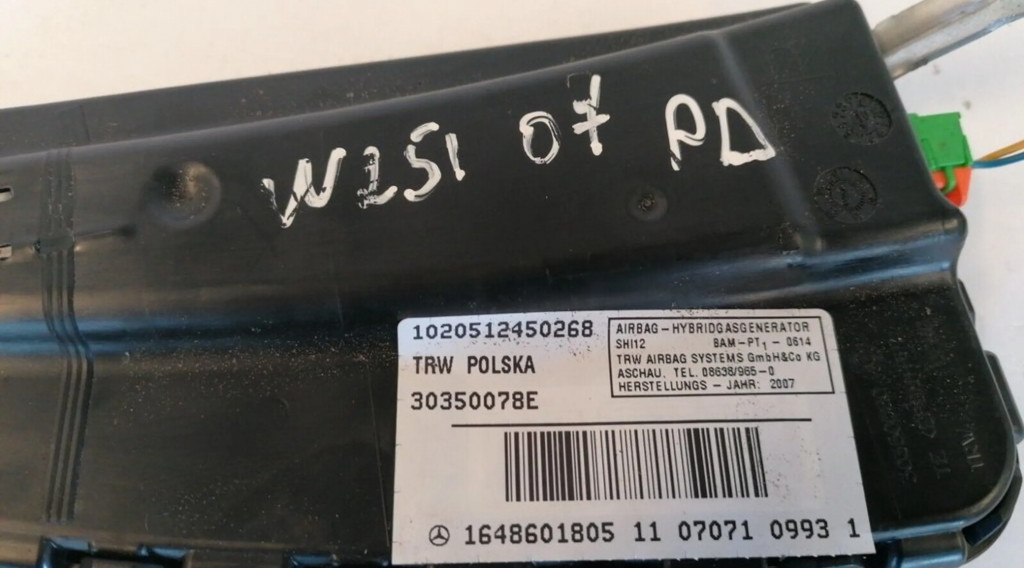 W251 07 PD
1020512450268
TRW POLSKA
30350078E
AIRBAG-HYBRIDGASGENERATOR
SHI12 BAM-PT1-0614
TRW AIRBAG SYSTEMS GmbH&Co KG
ASCHAU. TEL. 08638/965-0
HERSTELLUNGS - JAHR: 2007
1648601805 11 07071 0993 1